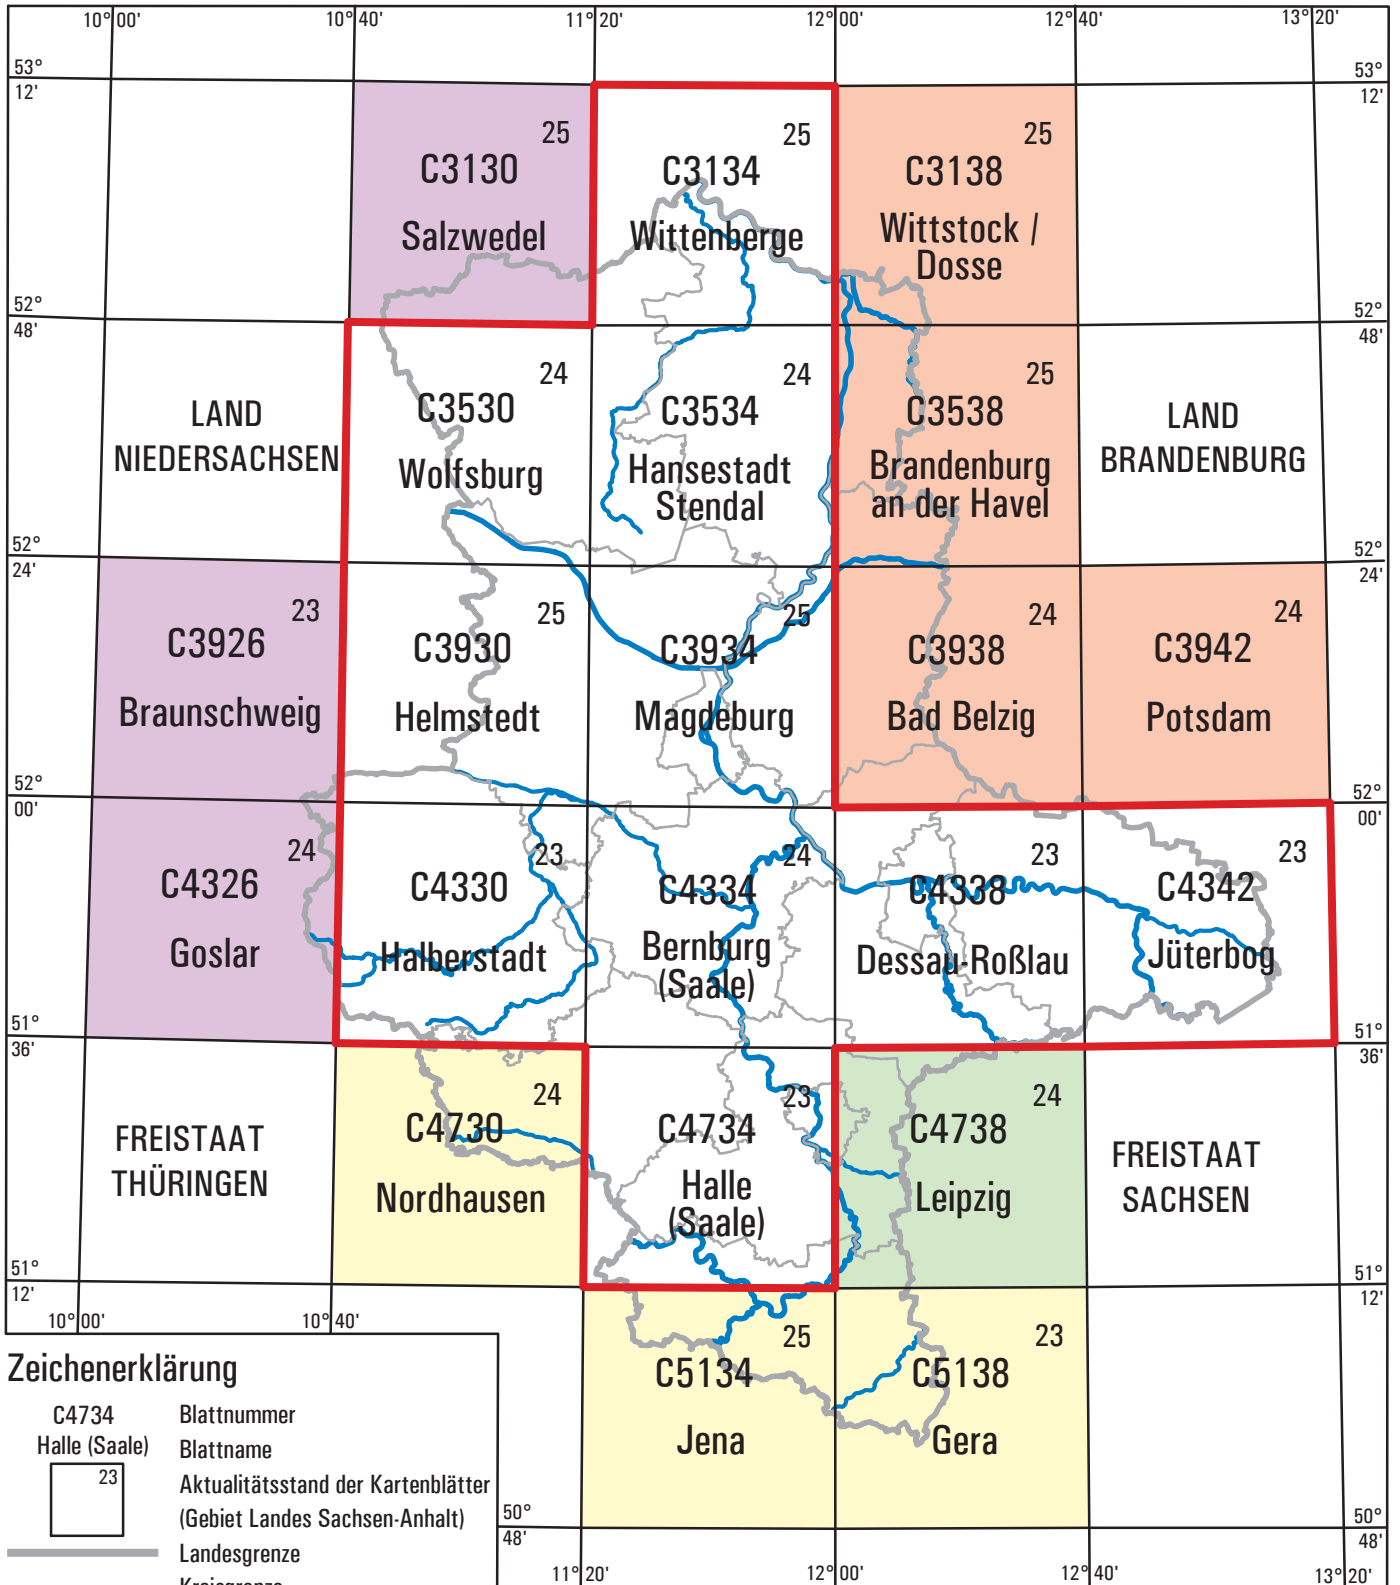 10°00' 10°40' 11°20' 12°00' 12°40' 13°20'
53° 53°
12' 12'
25 25 25
C3130 C3134 C3138
Salzwedel Wittenberge Wittstock /
Dosse
52° 52°
48' 48'
24 24 25
LAND C3530 C3534 C3538 LAND
NIEDERSACHSEN Wolfsburg Hansestadt Brandenburg BRANDENBURG
Stendal an der Havel
52° 52°
24' 24'
23 25 25 24 24
C3926 C3930 C3934 C3938 C3942
Braunschweig Helmstedt Magdeburg Bad Belzig Potsdam
52° 52°
00' 00'
24 23 24 23 23
C4326 C4330 C4334 C4338 C4342
Goslar Halberstadt Bernburg Dessau-Roßlau Jüterbog
(Saale)
51° 51°
36' 36'
24 23 24
FREISTAAT C4730 C4734 C4738 FREISTAAT
THÜRINGEN Nordhausen Halle Leipzig SACHSEN
(Saale)
51° 51°
12' 12'
10°00' 10°40'
25 23
C5134 C5138
Jena Gera
Zeichenerklärung
C4734 Blattnummer
Halle (Saale) Blattname
23 Aktualitätsstand der Kartenblätter
(Gebiet Landes Sachsen-Anhalt)
50° 50°
48' 48'
Landesgrenze
11°20' 12°00' 12°40' 13°20'